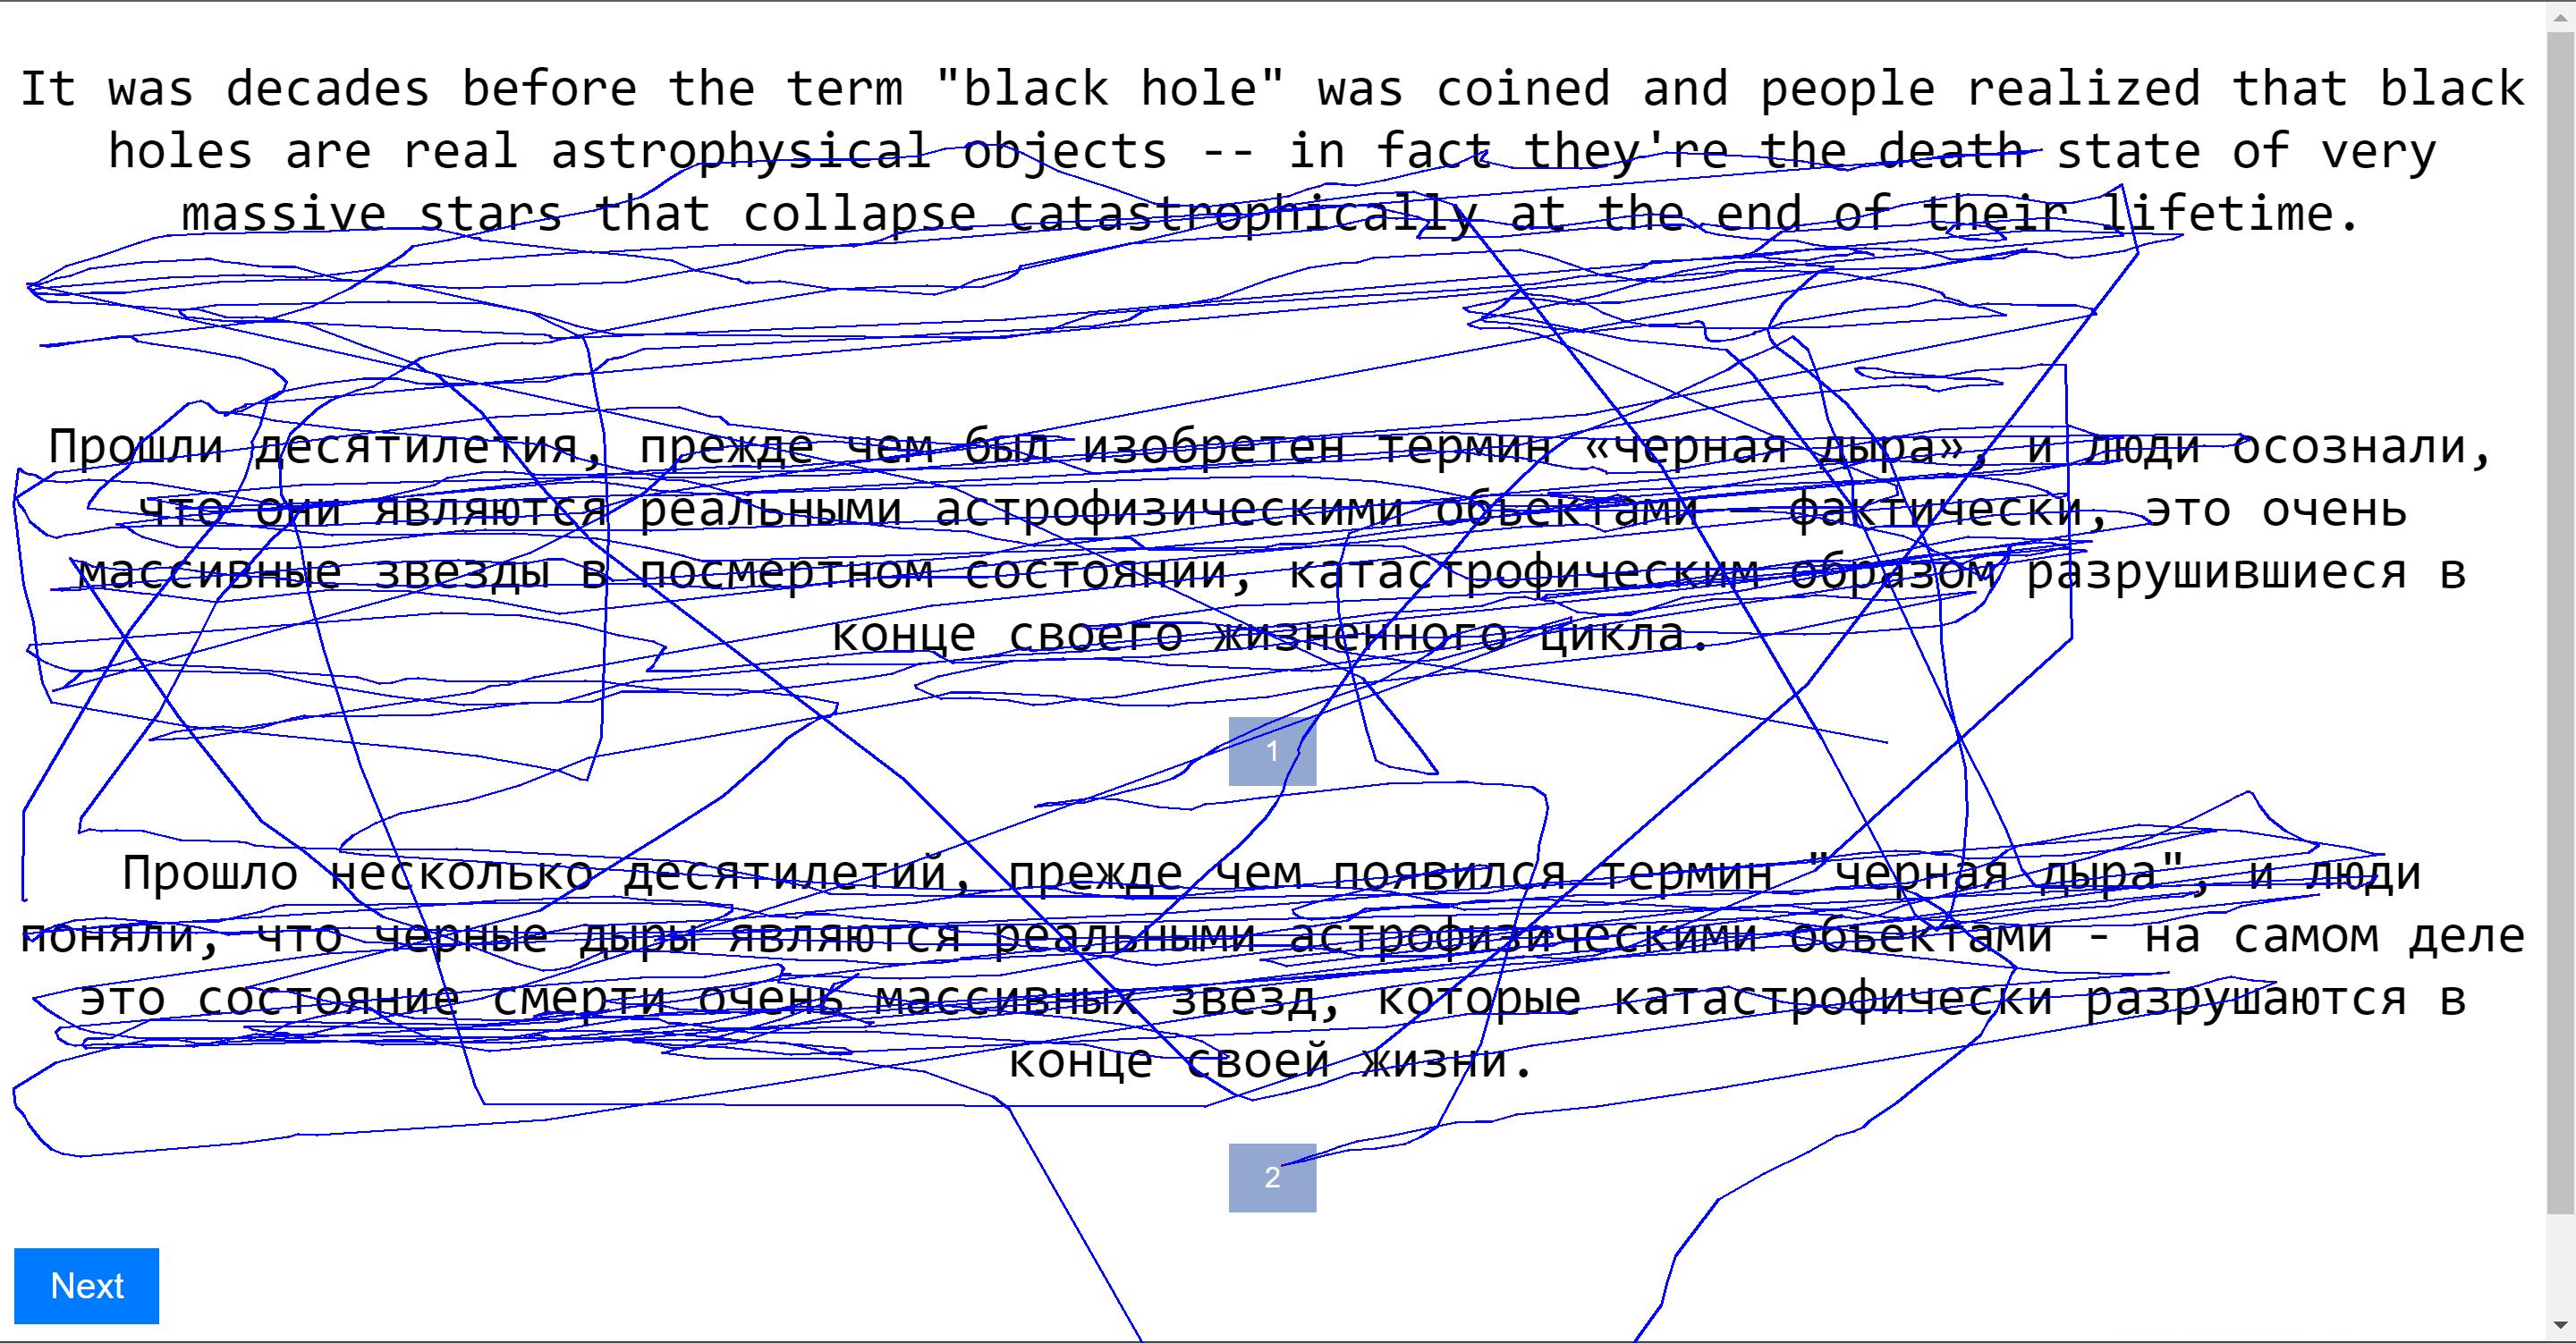 It was decades before the term "black hole" was coined and people realized that black
holes are real astrophysical objects -- in fact they're the death state of very
massive stars that collapse catastrophically at the end of their lifetime.
Прошли десятилетия, прежде чем был изобретен термин «черная дыра», и люди осознали,
что они являются реальными астрофизическими объектами — фактически, это очень
массивные звезды в посмертном состоянии, катастрофическим образом разрушившиеся в
конце своего жизненного цикла.
1
Прошло несколько десятилетий, прежде чем появился термин "черная дыра", и люди
поняли, что черные дыры являются реальными астрофизическими объектами - на самом деле
это состояние смерти очень массивных звезд, которые катастрофически разрушаются в
конце своей жизни.
2
Next